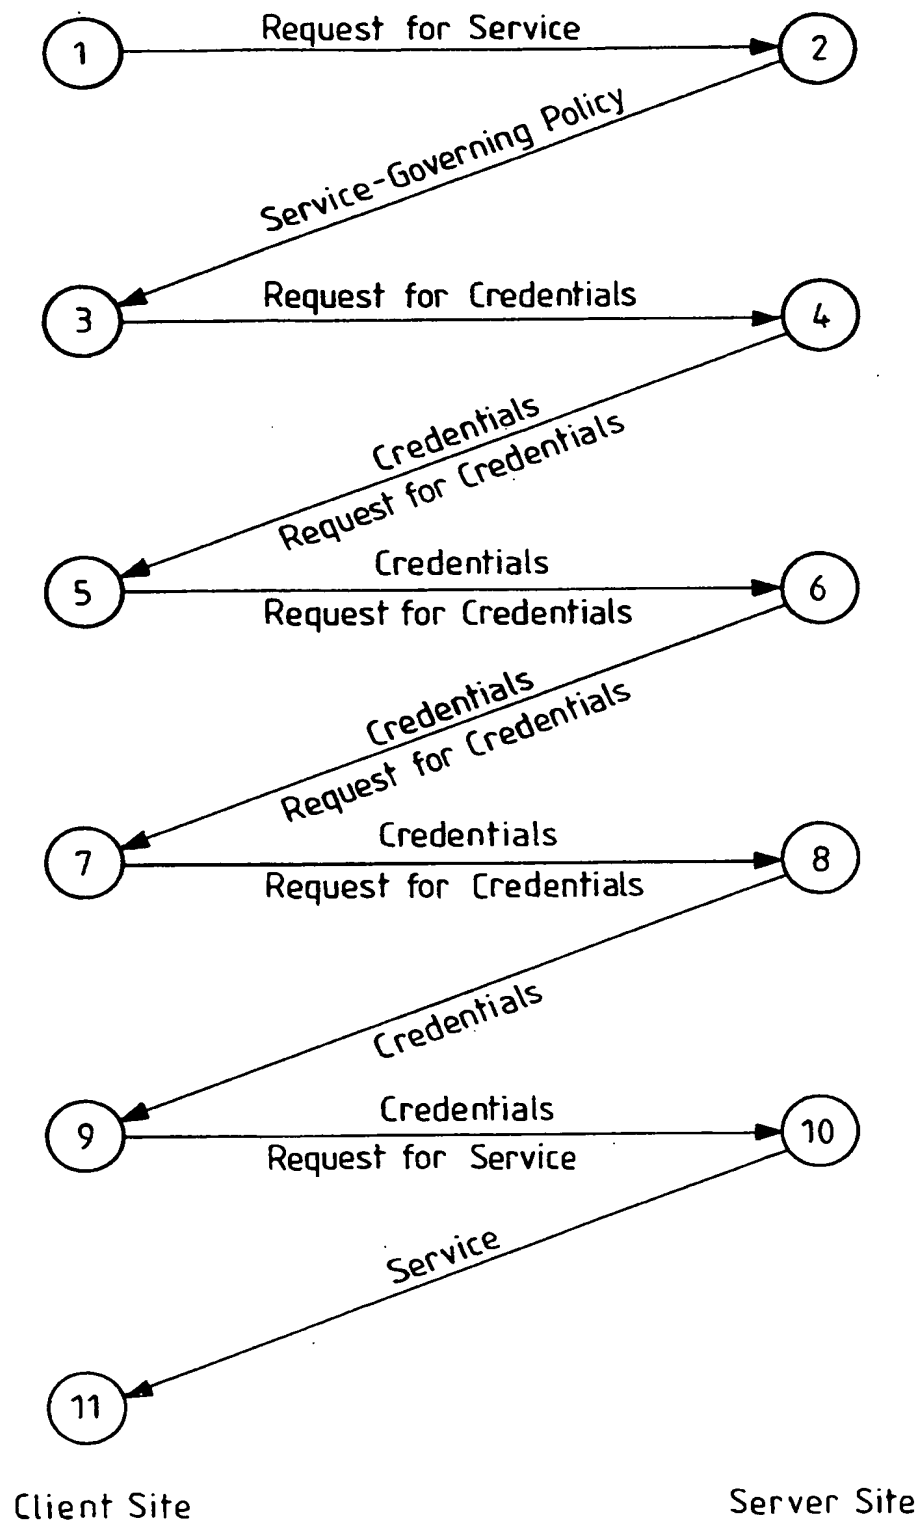 1
Request for Service
2
Service-Governing Policy
3
Request for Credentials
4
Credentials
Request for Credentials
5
Credentials
Request for Credentials
6
Credentials
Request for Credentials
7
Credentials
Request for Credentials
8
Credentials
9
Credentials
Request for Service
10
Service
11
Client Site
Server Site